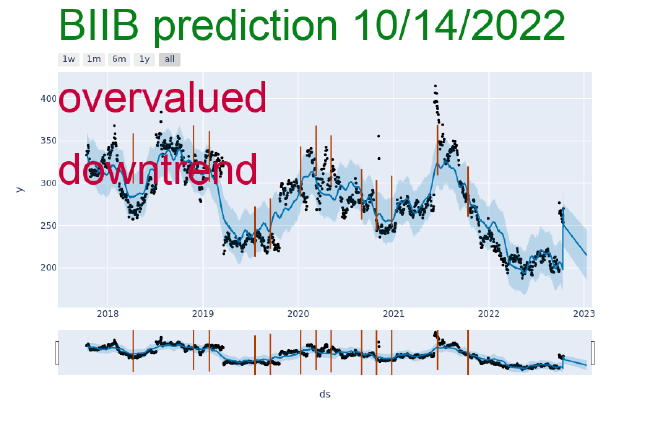 BIIB prediction 10/14/2022
1w 1m 6m 1y all
overvalued
downtrend
400
350
300
250
200
y
2018 2019 2020 2021 2022 2023
ds